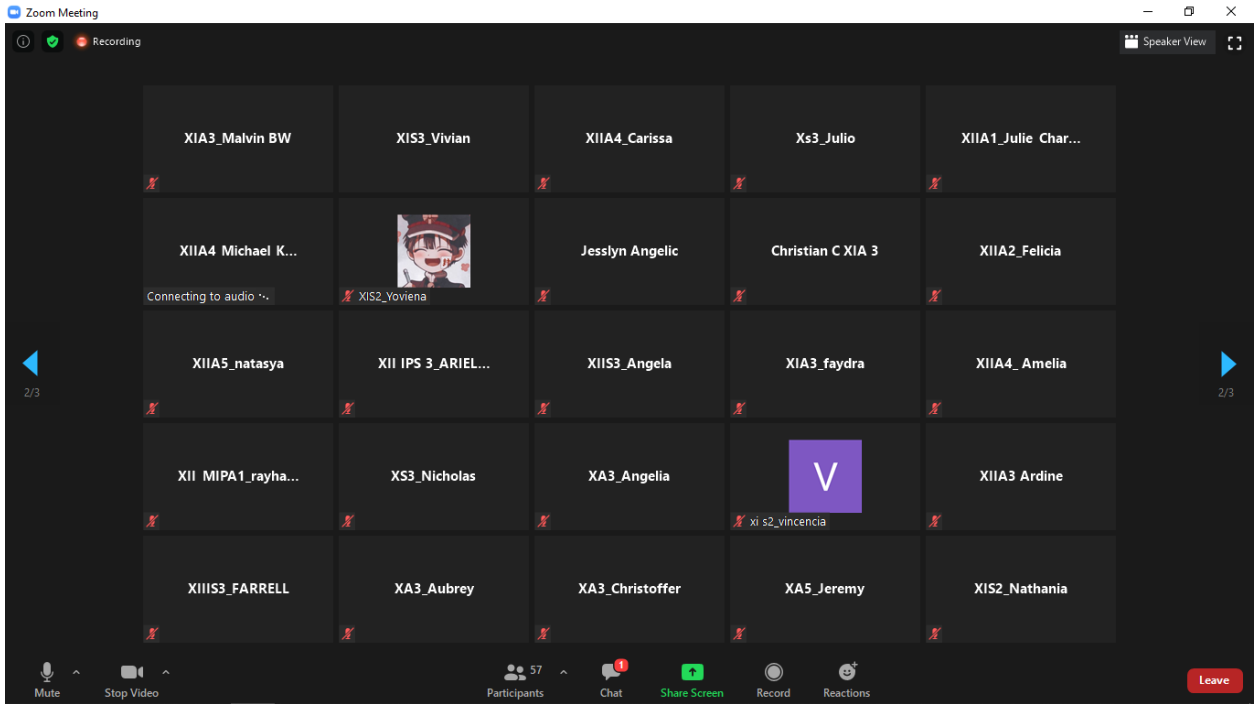 Zoom Meeting
Recording
Speaker View
XIA3_Malvin BW
XIS3_Vivian
XIIA4_Carissa
Xs3_Julio
XIIA1_Julie Char...
XIIA4 Michael K...
Connecting to audio
XIS2_Yoviena
Jesslyn Angelic
Christian C XIA 3
XIIA2_Felicia
2/3
XIIA5_natasya
XII IPS 3_ARIEL...
XIIS3_Angela
XIA3_faydra
XIIA4_ Amelia
2/3
XII MIPA1_rayha...
XS3_Nicholas
XA3_Angelia
V
xi s2_vincencia
XIIA3 Ardine
XIIIS3_FARRELL
XA3_Aubrey
XA3_Christoffer
XA5_Jeremy
XIS2_Nathania
Mute
Stop Video
57
Participants
1
Chat
Share Screen
Record
Reactions
Leave